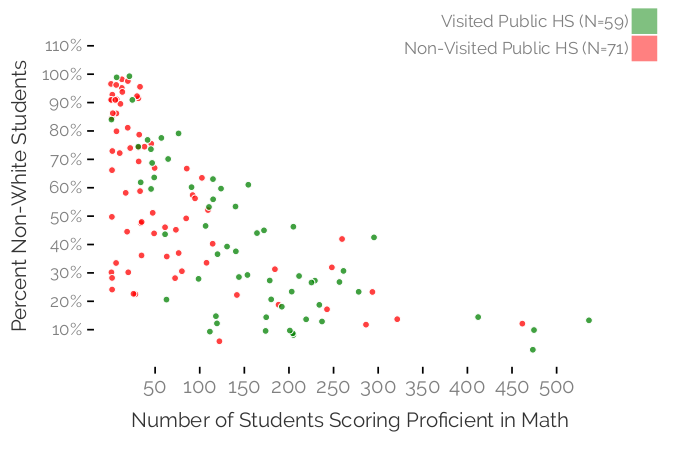 Visited Public HS (N=59)
Non-Visited Public HS (N=71)
Percent Non-White Students
110%
100%
90%
80%
70%
60%
50%
40%
30%
20%
10%
50 100 150 200 250 300 350 400 450 500
Number of Students Scoring Proficient in Math